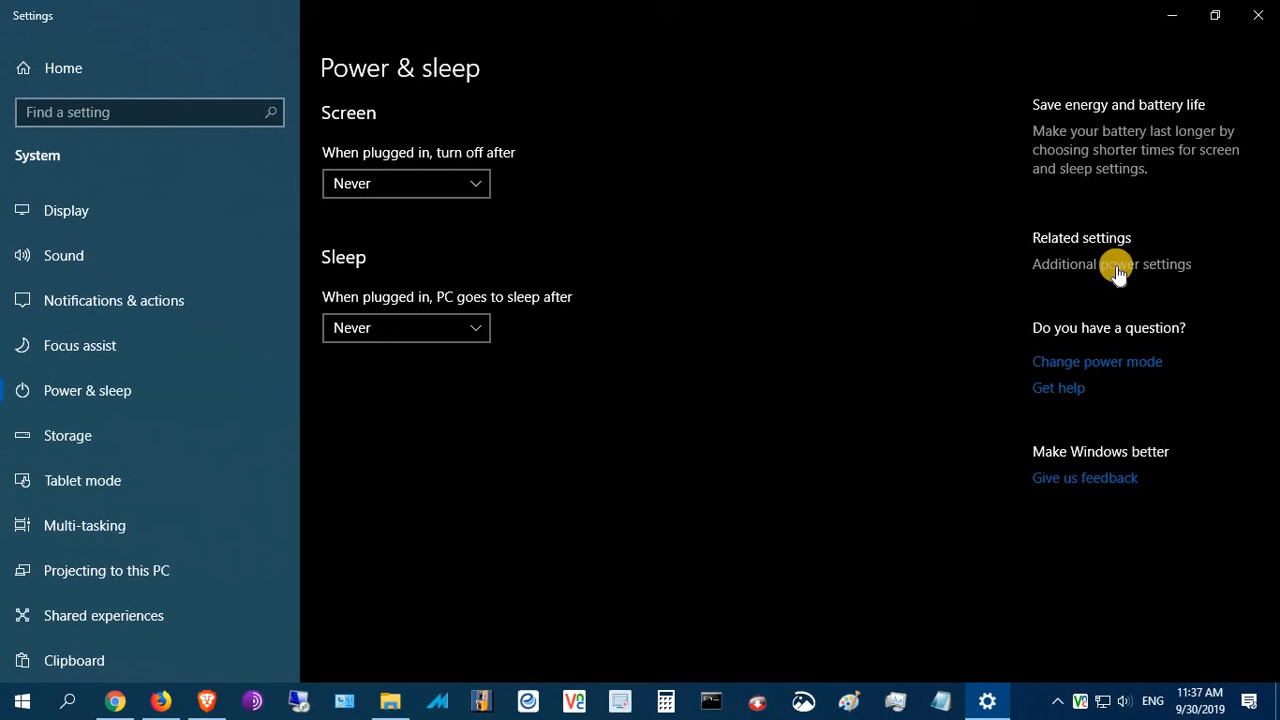 Settings
Home
Find a setting
System
Display
Sound
Notifications & actions
Focus assist
Power & sleep
Storage
Tablet mode
Multi-tasking
Projecting to this PC
Shared experiences
Clipboard
Power & sleep
Screen
When plugged in, turn off after
Never
Sleep
When plugged in, PC goes to sleep after
Never
Save energy and battery life
Make your battery last longer by
choosing shorter times for screen
and sleep settings.
Related settings
Additional power settings
Do you have a question?
Change power mode
Get help
Make Windows better
Give us feedback
ENG
11:37 AM
9/30/2019